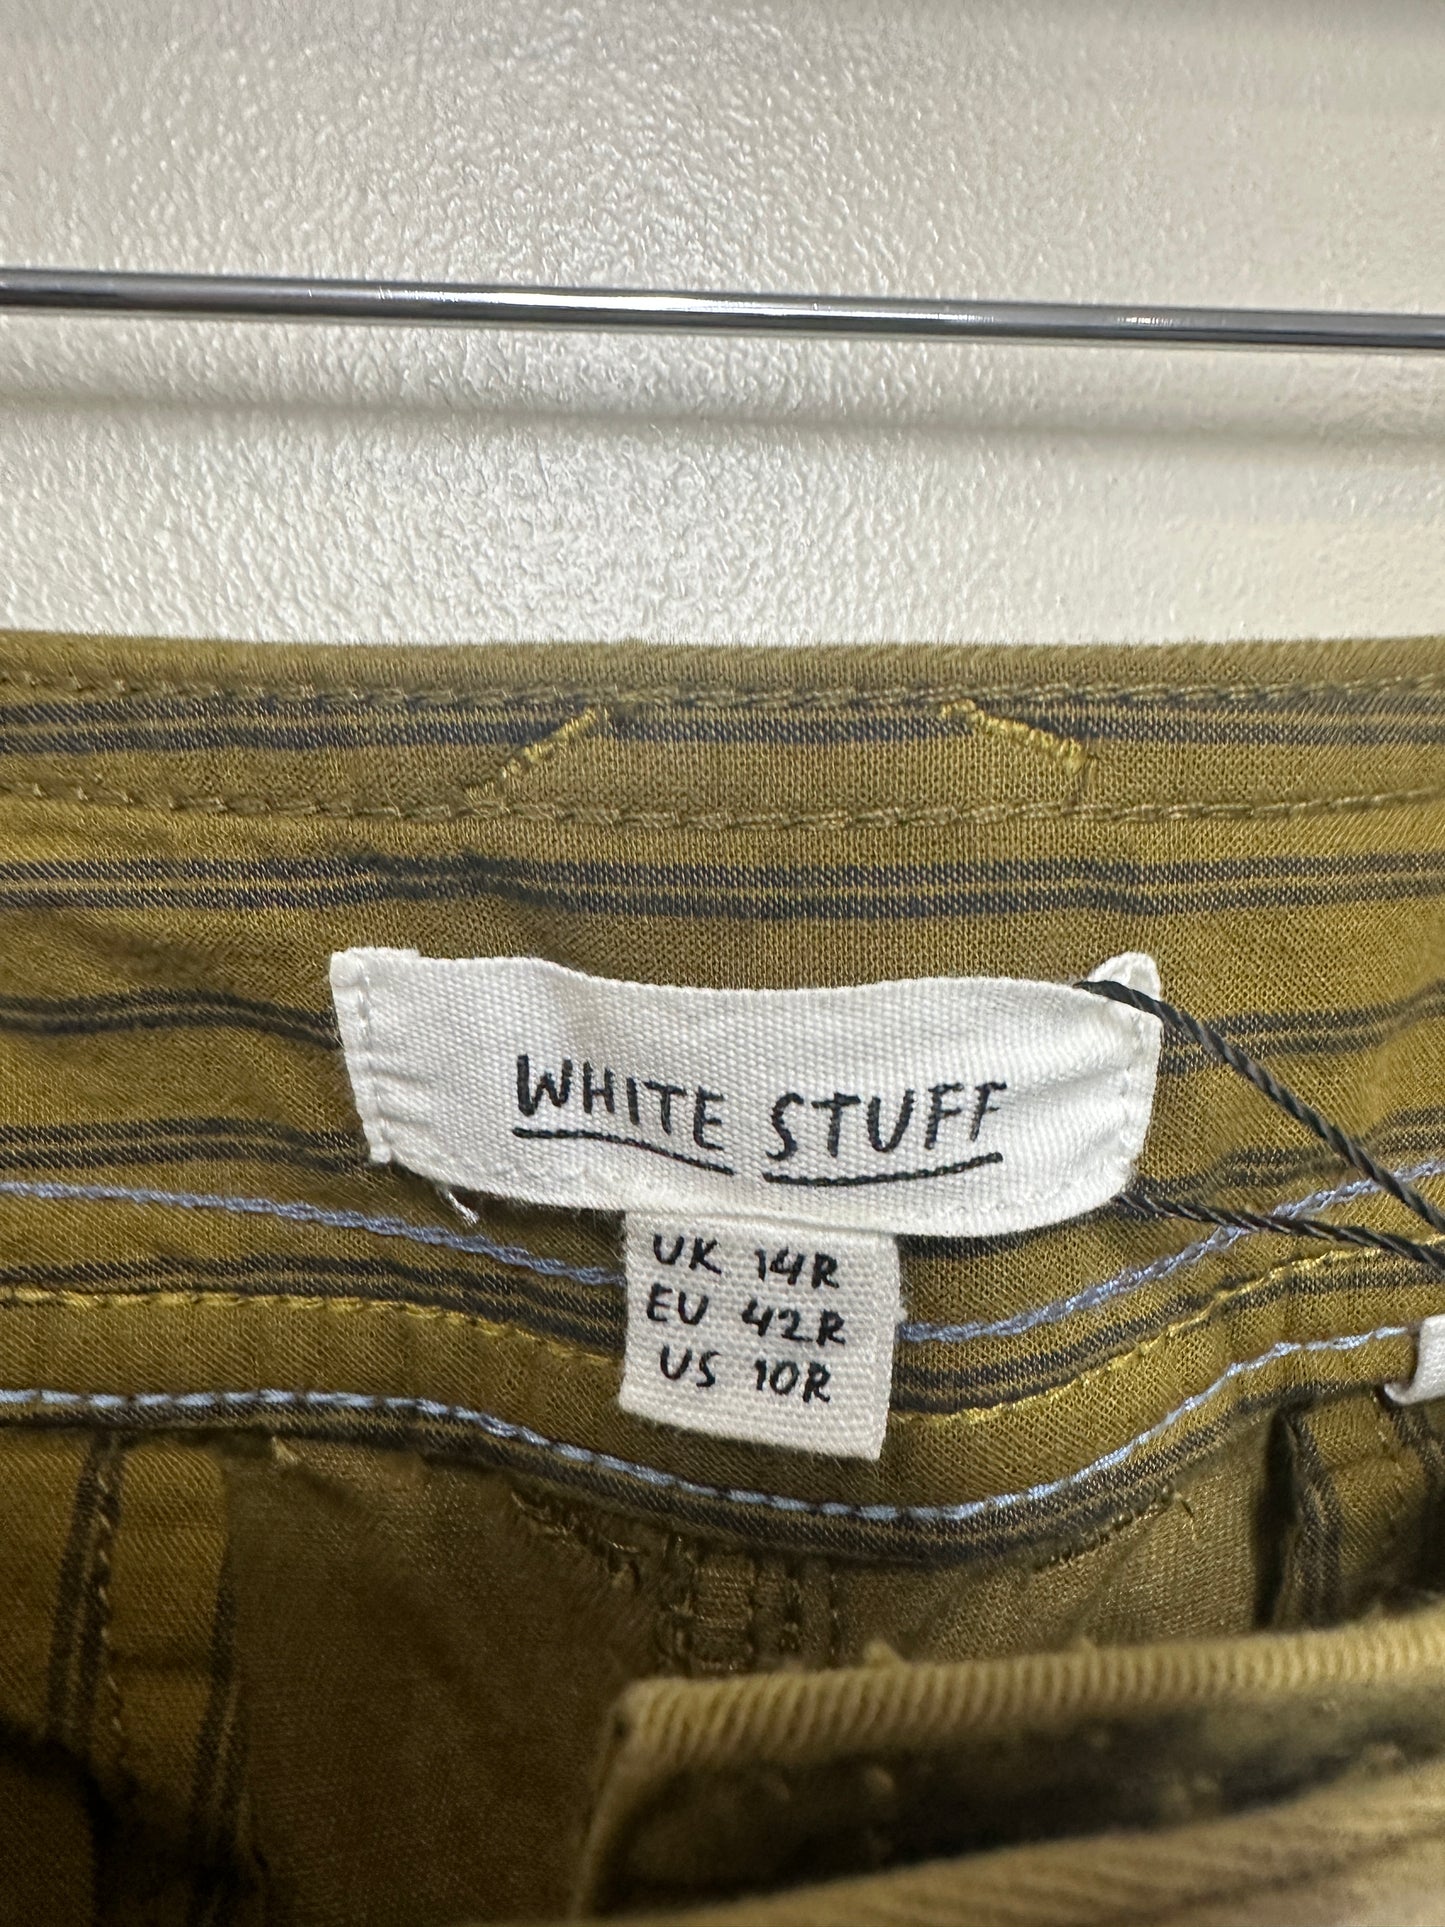 WHITE STUFF
UK 14R
EU 42R
US 10R